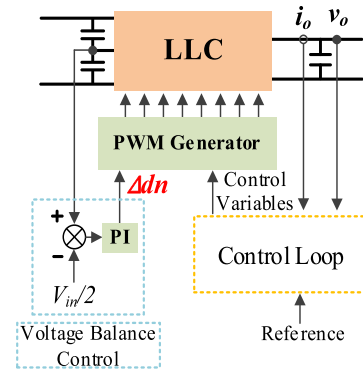 i_o v_o
LLC
PWM Generator
Δdn
Control
Variables
+
PI
−
V_in/2
Control Loop
Voltage Balance
Control
Reference